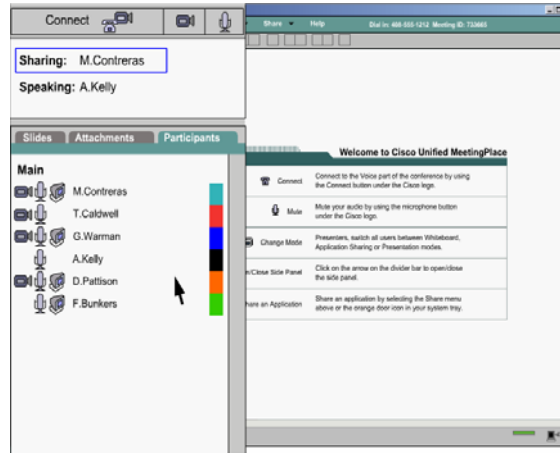 Connect
Share Help Dial in: 408-555-1212 Meeting ID: 733665
Sharing: M.Contreras
Speaking: A.Kelly
Slides Attachments Participants
Main
M.Contreras
T.Caldwell
G.Warman
A.Kelly
D.Pattison
F.Bunkers
Welcome to Cisco Unified MeetingPlace
Connect
Connect to the Voice part of the conference by using
the Connect button under the Cisco logo.
Mute
Mute your audio by using the microphone button
under the Cisco logo.
Change Mode
Presenters, switch all users between Whiteboard,
Application Sharing or Presentation modes.
n/Close Side Panel
Click on the arrow on the divider bar to open/close
the side panel.
hare an Application
Share an application by selecting the Share menu
above or the orange door icon in your system tray.